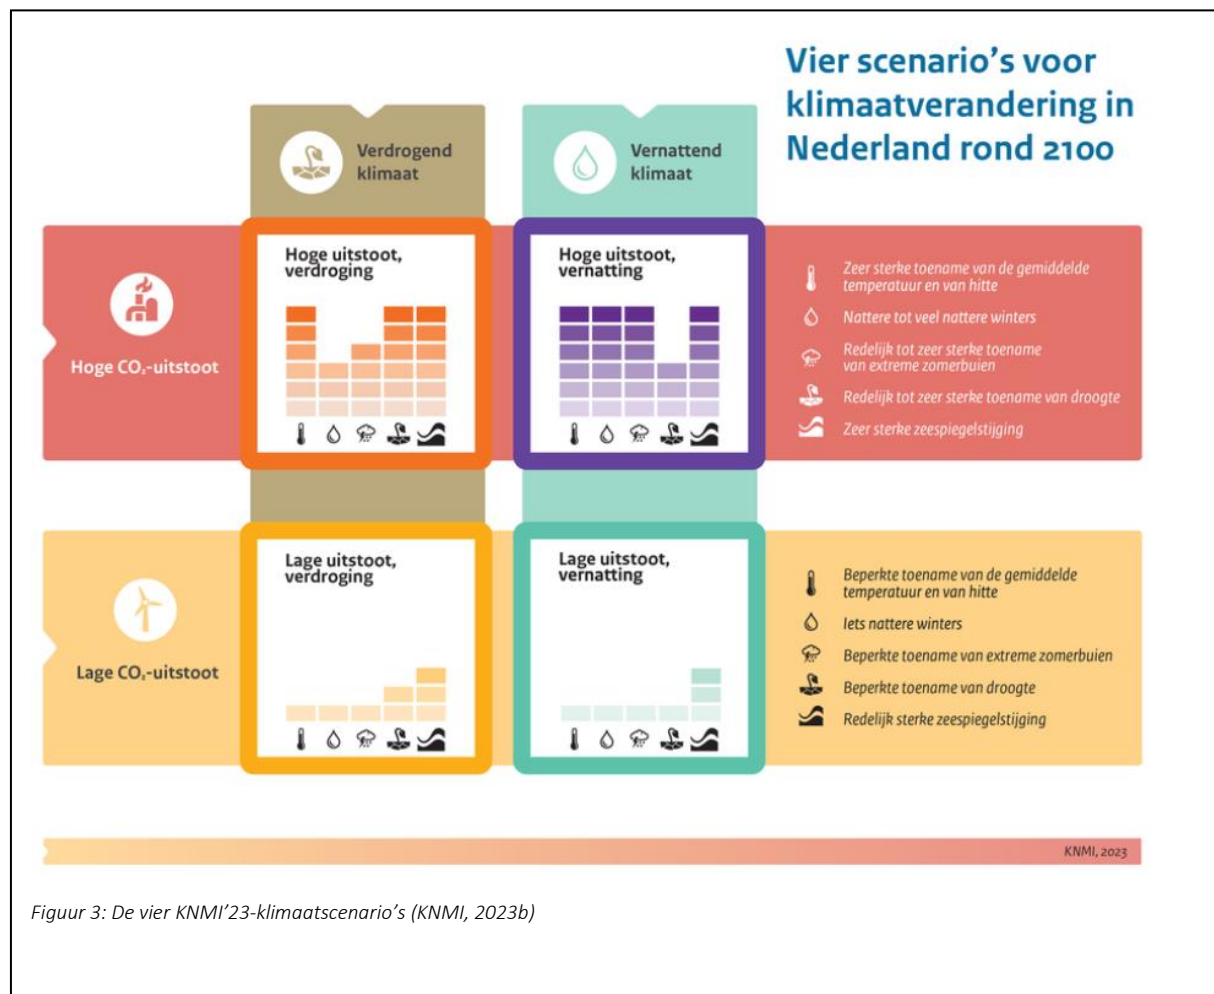 Vier scenario's voor
klimaatverandering in
Nederland rond 2100
Verdrogend
klimaat
Vernattend
klimaat
Hoge CO₂-uitstoot
Hoge uitstoot,
verdroging
Hoge uitstoot,
vernatting
Zeer sterke toename van de gemiddelde
temperatuur en van hitte
Nattere tot veel nattere winters
Redelijk tot zeer sterke toename
van extreme zomerbuien
Redelijk tot zeer sterke toename van droogte
Zeer sterke zeespiegelstijging
Lage CO₂-uitstoot
Lage uitstoot,
verdroging
Lage uitstoot,
vernatting
Beperkte toename van de gemiddelde
temperatuur en van hitte
Iets nattere winters
Beperkte toename van extreme zomerbuien
Beperkte toename van droogte
Redelijk sterke zeespiegelstijging
KNMI, 2023
Figuur 3: De vier KNMI'23-klimaatscenario's (KNMI, 2023b)